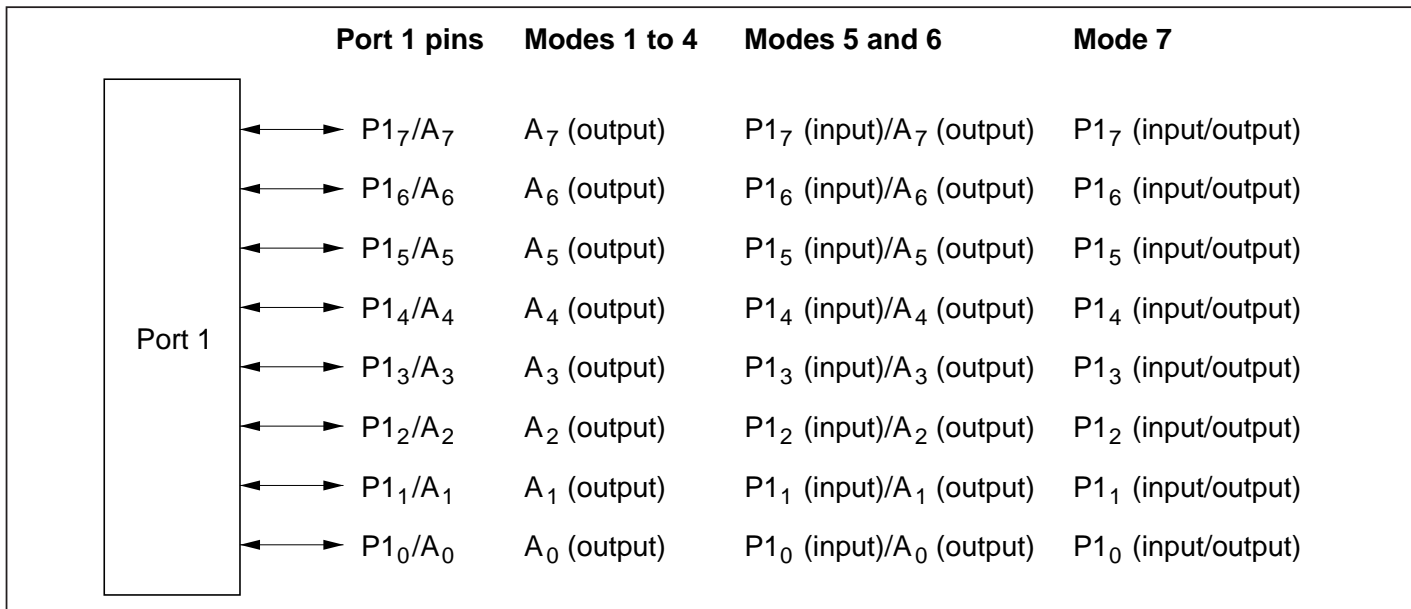 Port 1 pins Modes 1 to 4 Modes 5 and 6 Mode 7
P1₇/A₇ A₇ (output) P1₇ (input)/A₇ (output) P1₇ (input/output)
P1₆/A₆ A₆ (output) P1₆ (input)/A₆ (output) P1₆ (input/output)
P1₅/A₅ A₅ (output) P1₅ (input)/A₅ (output) P1₅ (input/output)
P1₄/A₄ A₄ (output) P1₄ (input)/A₄ (output) P1₄ (input/output)
Port 1
P1₃/A₃ A₃ (output) P1₃ (input)/A₃ (output) P1₃ (input/output)
P1₂/A₂ A₂ (output) P1₂ (input)/A₂ (output) P1₂ (input/output)
P1₁/A₁ A₁ (output) P1₁ (input)/A₁ (output) P1₁ (input/output)
P1₀/A₀ A₀ (output) P1₀ (input)/A₀ (output) P1₀ (input/output)